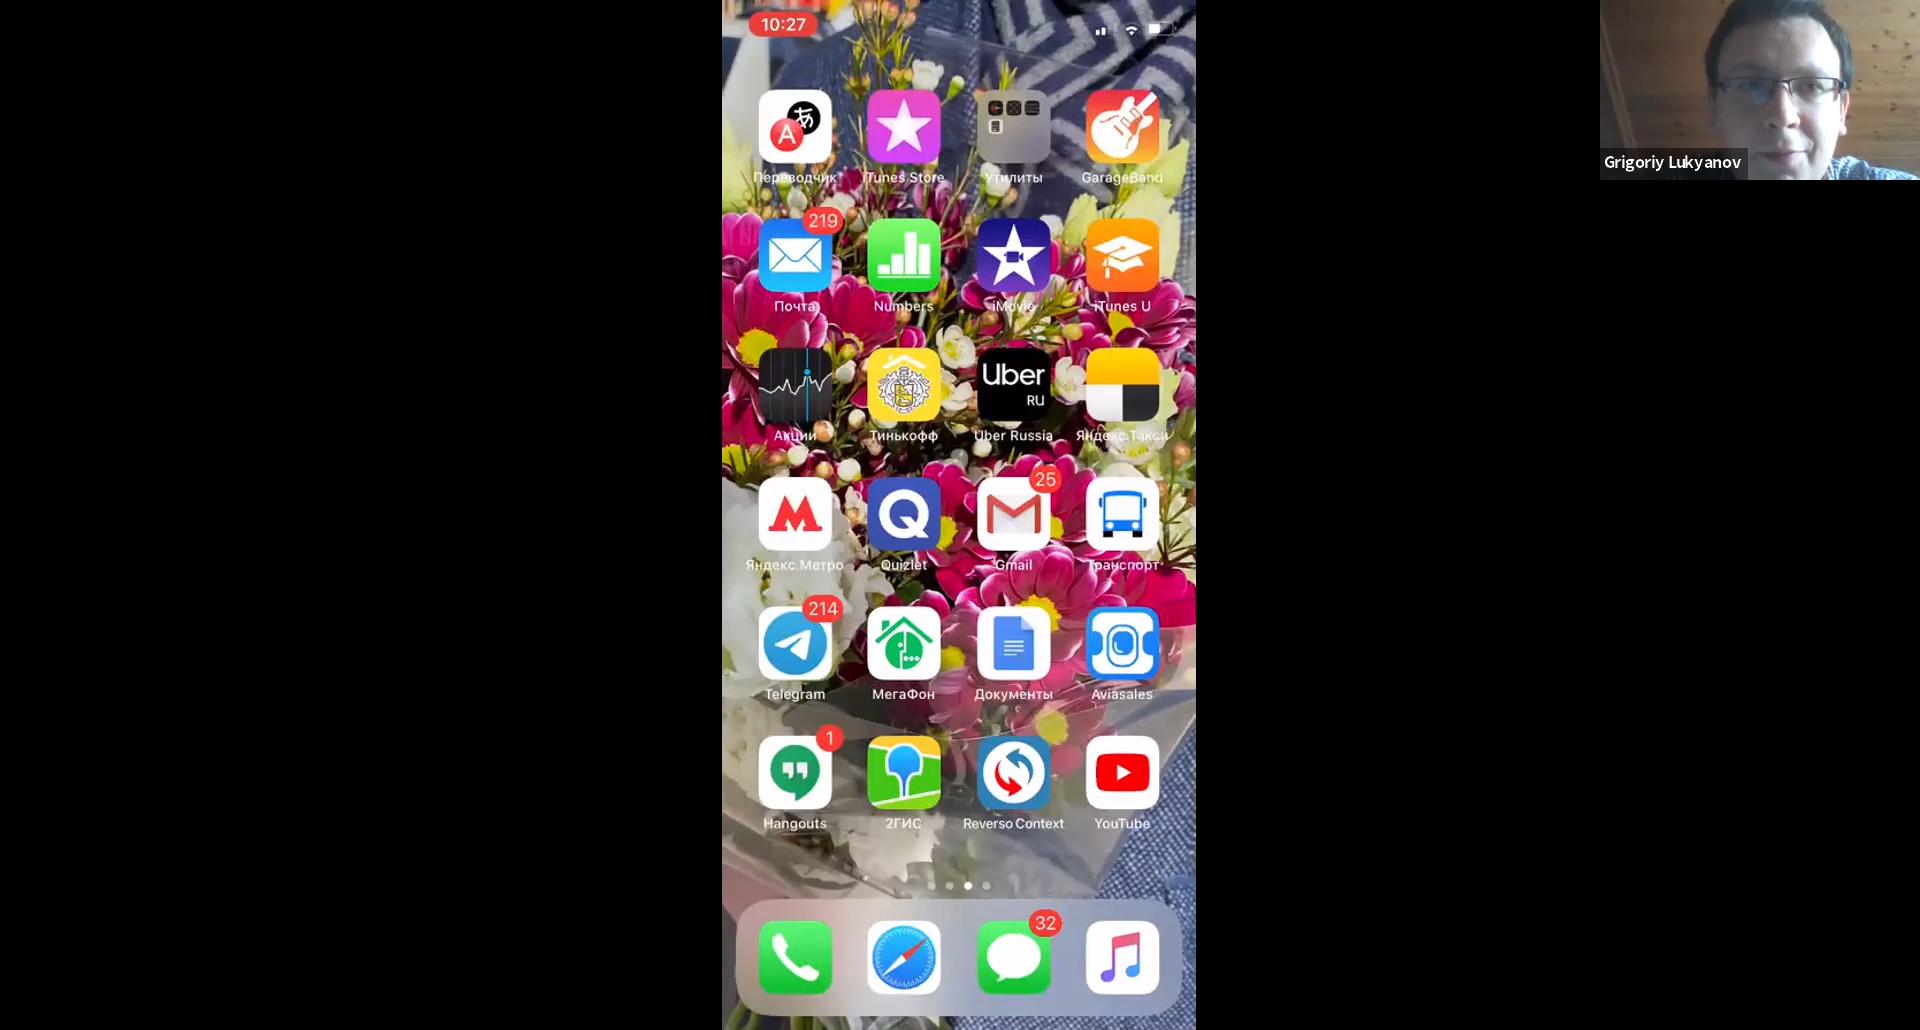 10:27
Grigoriy Lukyanov
あ
A
Переводчик
iTunes Store
Утилиты
GarageBand
219
Почта
Numbers
iMovie
iTunes U
Uber
RU
Акции
Тинькофф
Uber Russia
Яндекс.Такси
25
Яндекс.Метро
Quizlet
Gmail
Транспорт
214
Telegram
МегаФон
Документы
Aviasales
1
Hangouts
2ГИС
Reverso Context
YouTube
32